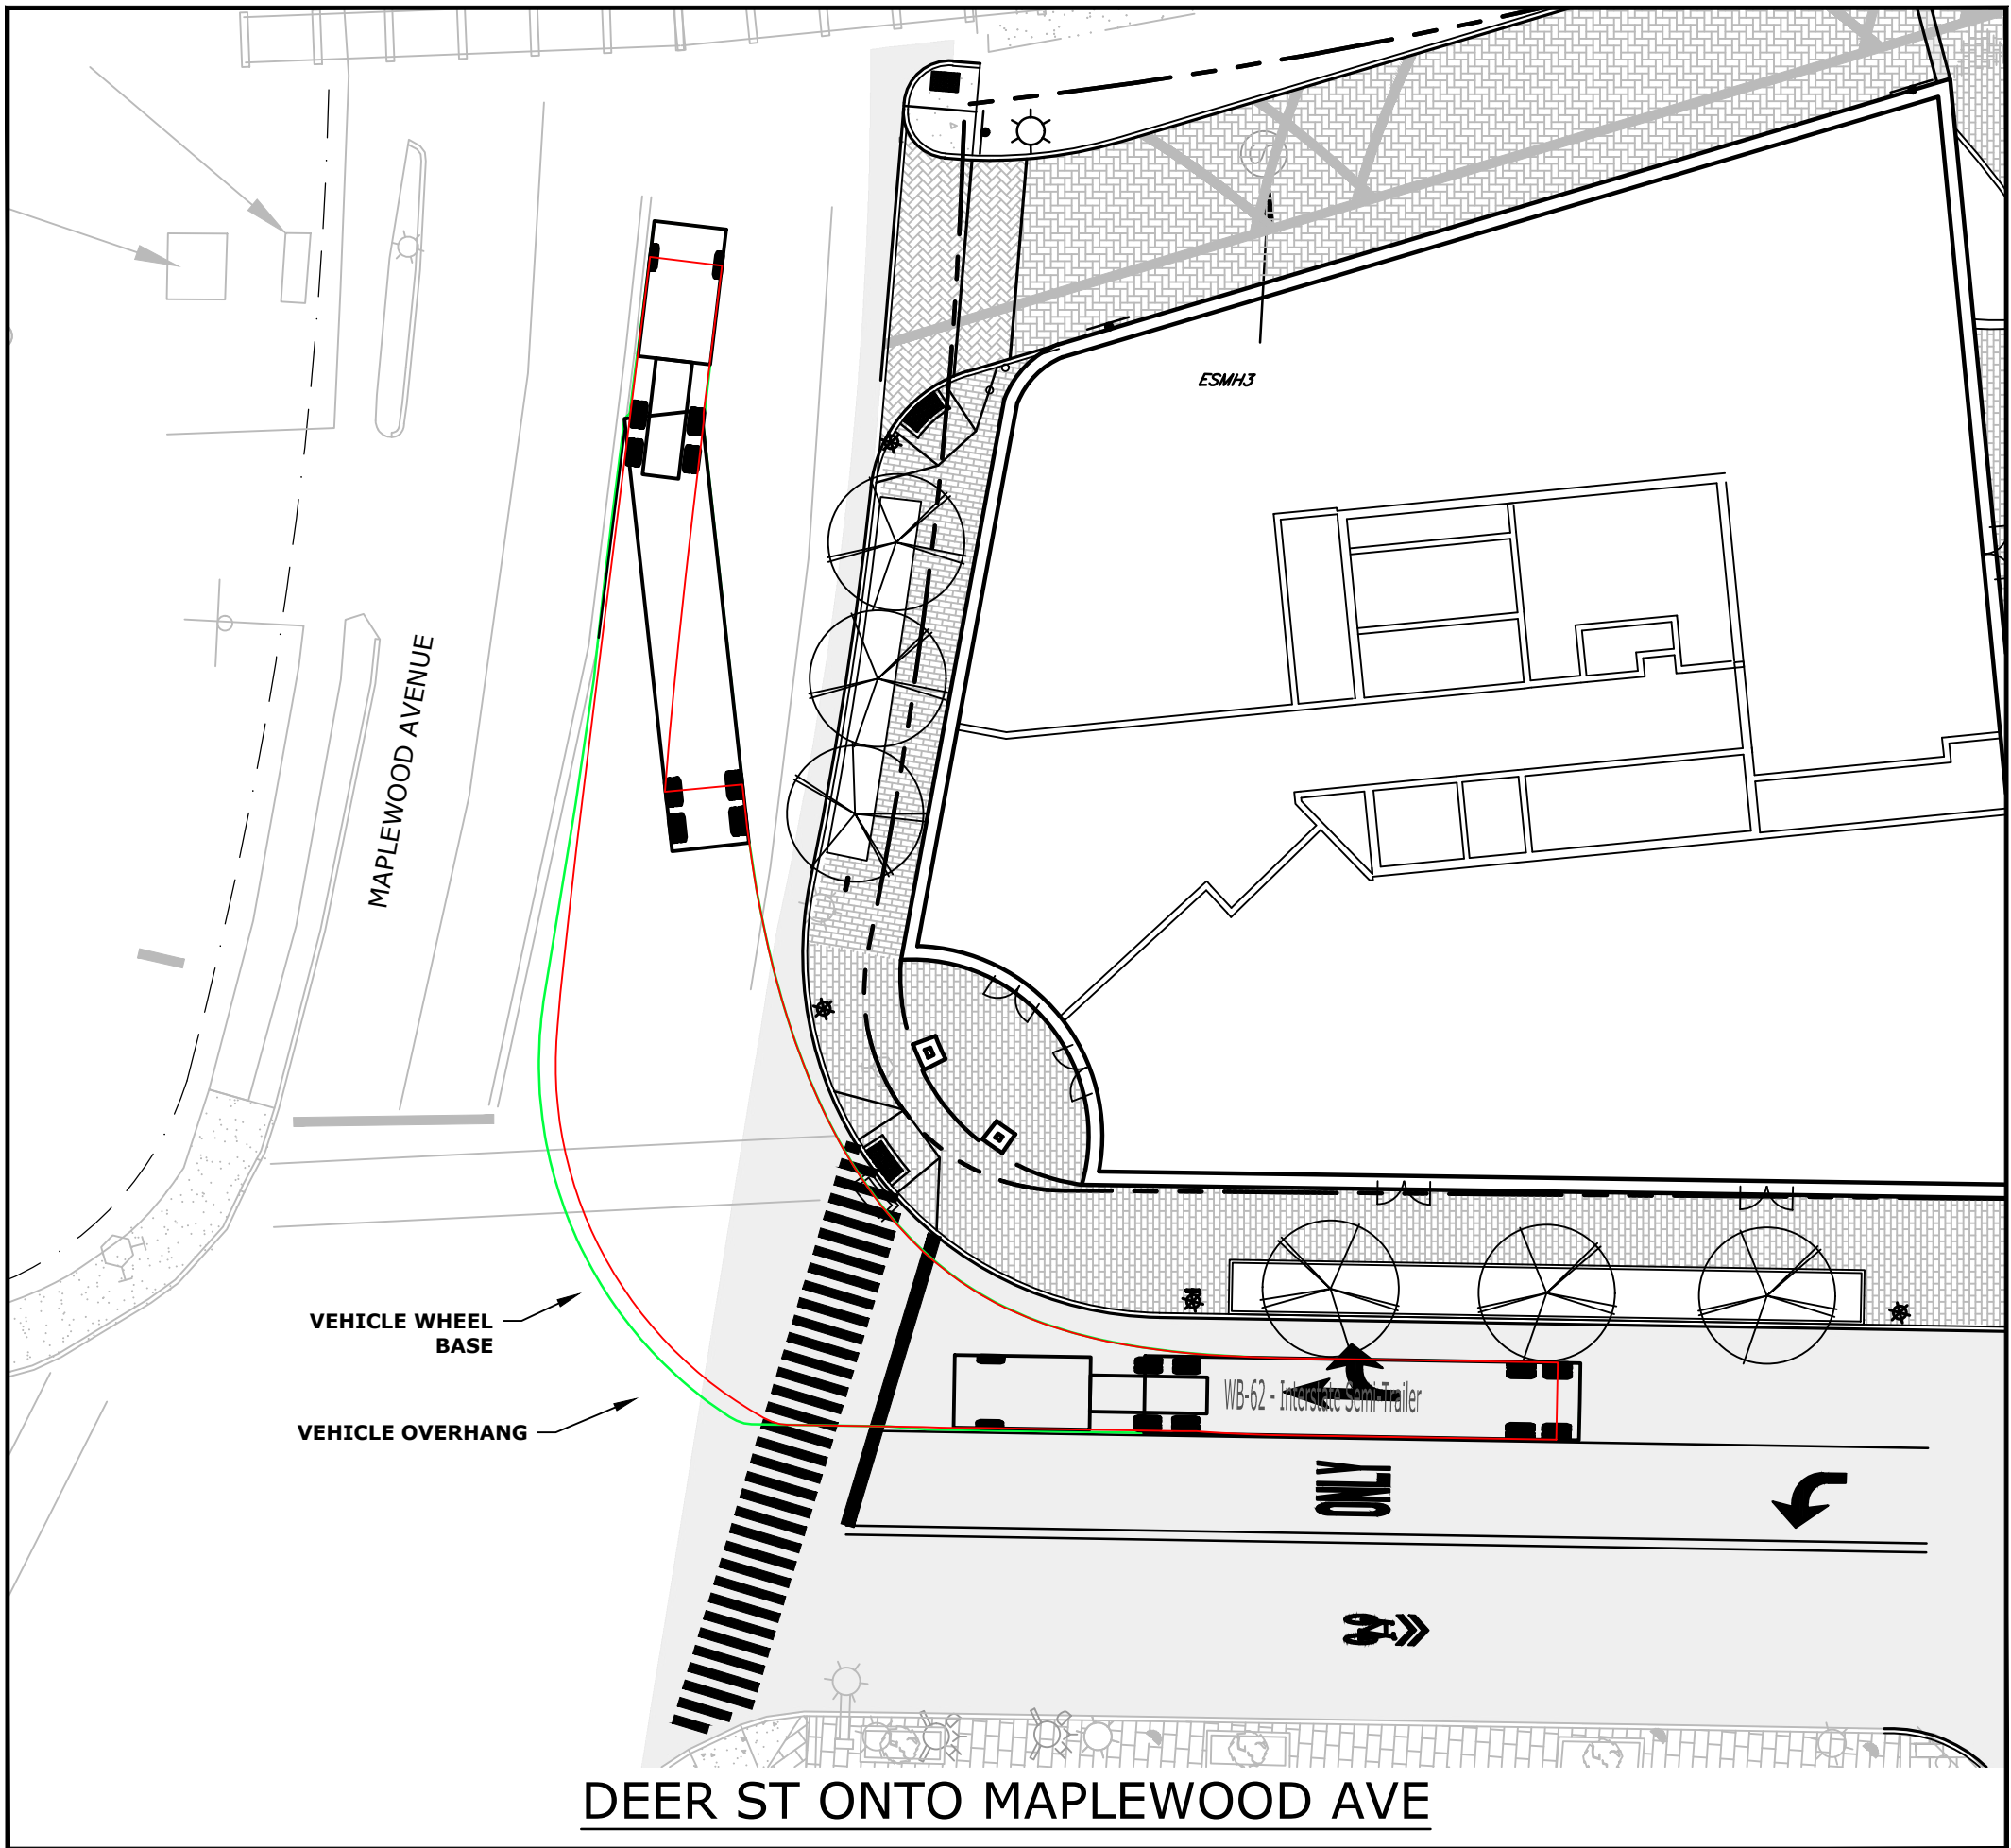 ESMH3
MAPLEWOOD AVENUE
VEHICLE WHEEL
BASE
VEHICLE OVERHANG
WB-62 - Interstate Semi-Trailer
ONLY
DEER ST ONTO MAPLEWOOD AVE